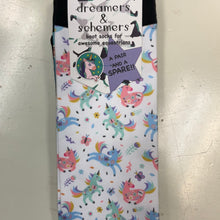 dreamers
&
schemers
boot socks for
awesome equestrians
A PAIR
AND A
SPARE!!